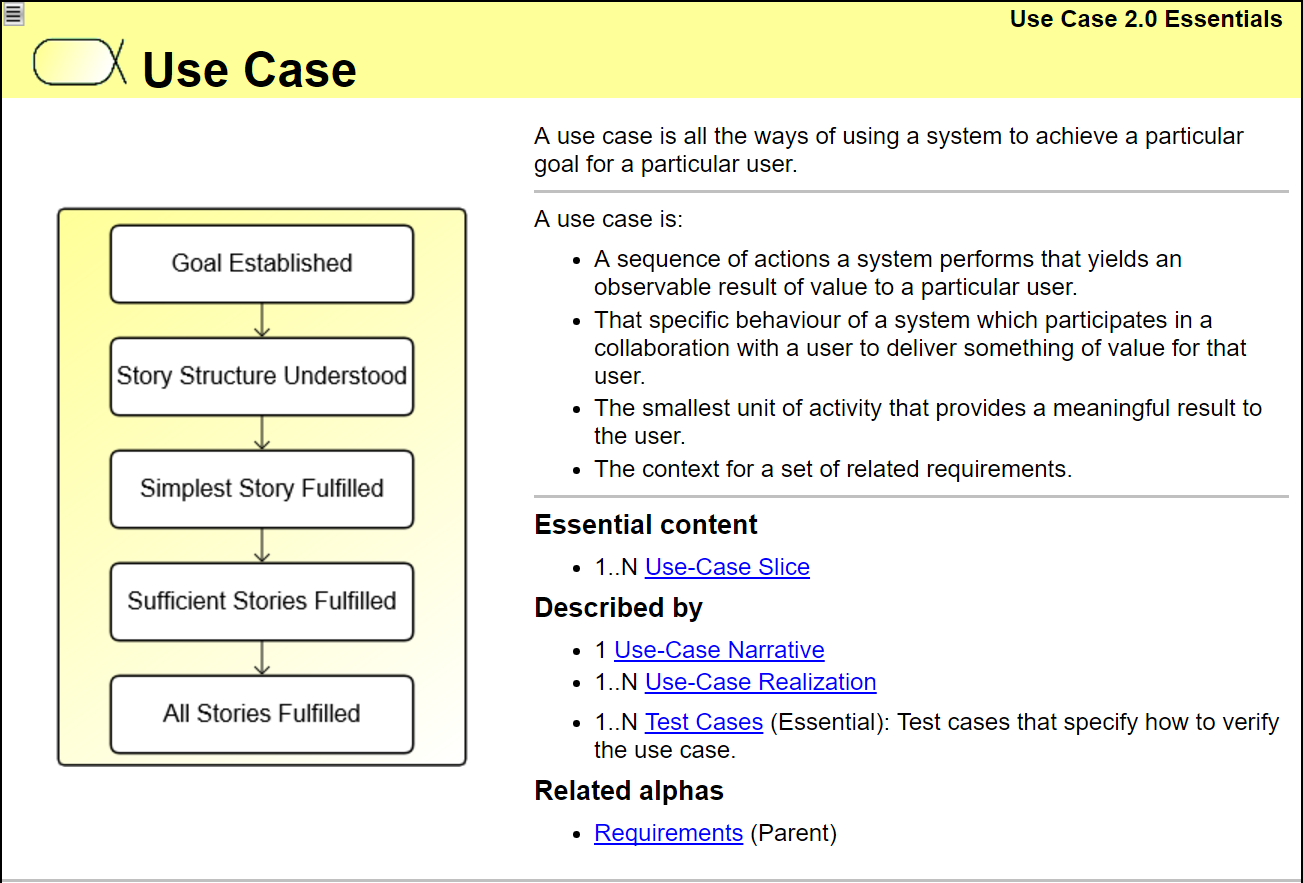 Use Case 2.0 Essentials
Use Case
Goal Established
Story Structure Understood
Simplest Story Fulfilled
Sufficient Stories Fulfilled
All Stories Fulfilled
A use case is all the ways of using a system to achieve a particular
goal for a particular user.
A use case is:
• A sequence of actions a system performs that yields an
observable result of value to a particular user.
• That specific behaviour of a system which participates in a
collaboration with a user to deliver something of value for that
user.
• The smallest unit of activity that provides a meaningful result to
the user.
• The context for a set of related requirements.
Essential content
• 1..N Use-Case Slice
Described by
• 1 Use-Case Narrative
• 1..N Use-Case Realization
• 1..N Test Cases (Essential): Test cases that specify how to verify
the use case.
Related alphas
• Requirements (Parent)